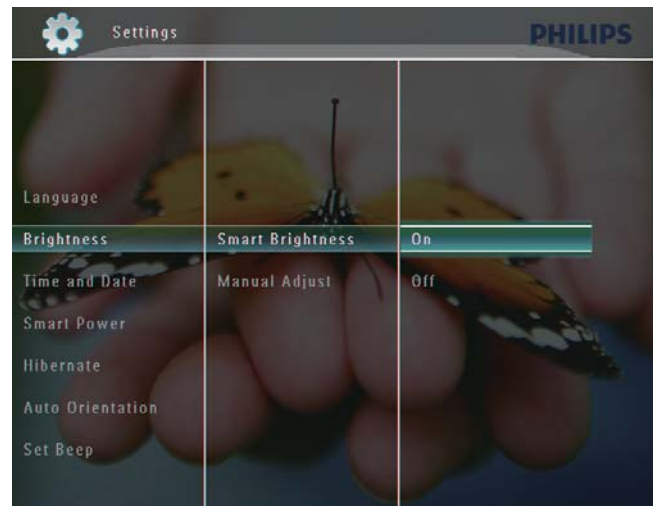 Settings
PHILIPS
Language
Brightness
Smart Brightness
On
Time and Date
Manual Adjust
Off
Smart Power
Hibernate
Auto Orientation
Set Beep